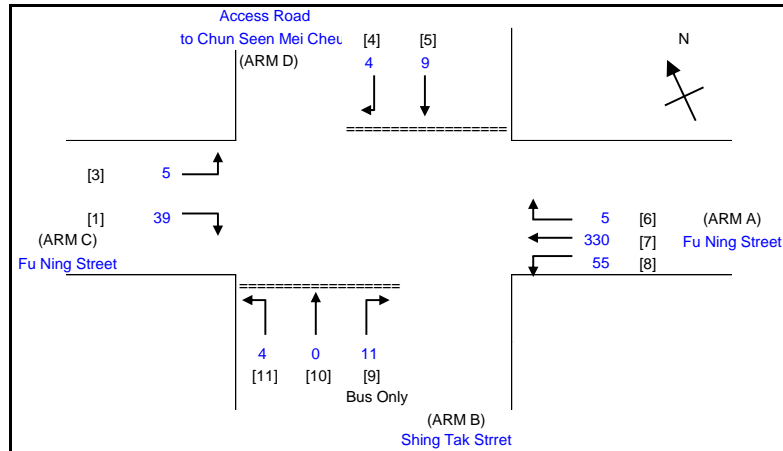 Access Road
to Chun Seen Mei Cheu
(ARM D)
[4] [5]
4 9
N
[3] 5
[1] 39
(ARM C)
Fu Ning Street
5 [6] (ARM A)
330 [7] Fu Ning Street
55 [8]
4 0 11
[11] [10] [9]
Bus Only
(ARM B)
Shing Tak Strret